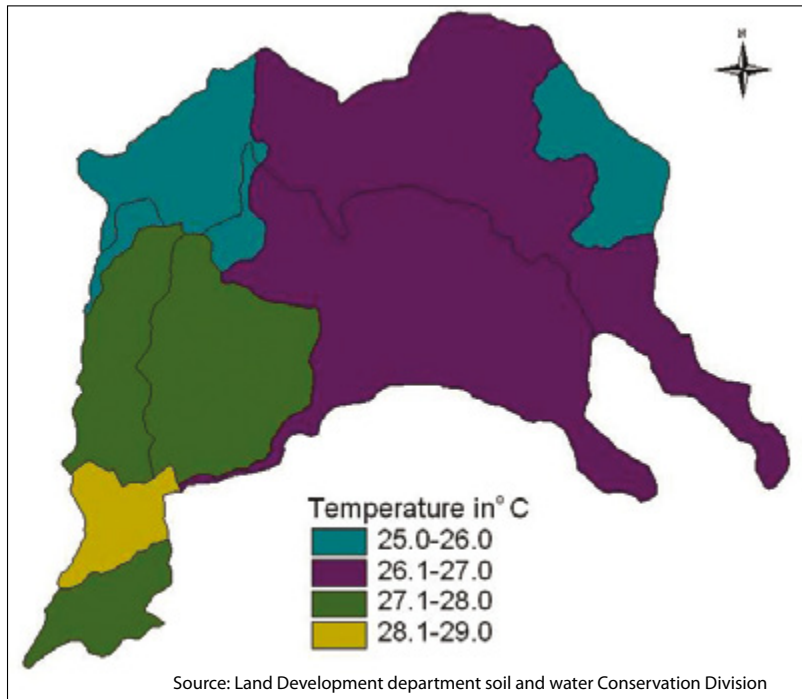 N
Temperature in° C
25.0-26.0
26.1-27.0
27.1-28.0
28.1-29.0
Source: Land Development department soil and water Conservation Division